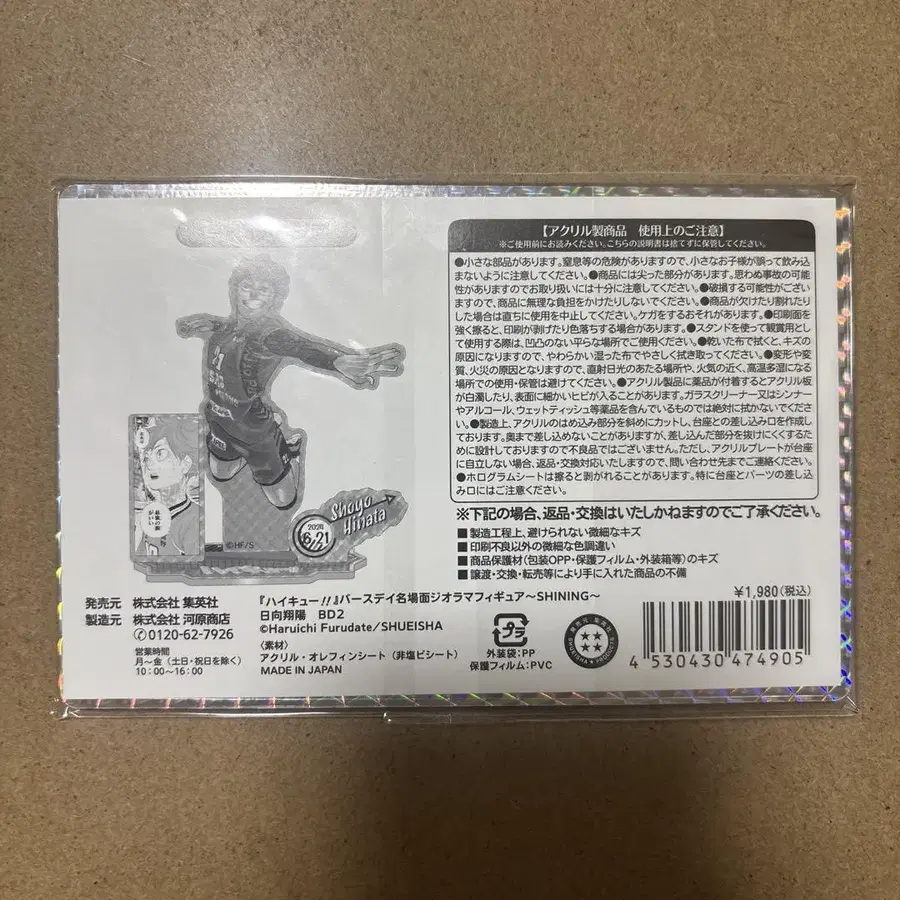 【アクリル製商品　使用上のご注意】
※ご使用前にお読みください。こちらの説明書は捨てずに保管してください。
●小さな部品があります。窒息等の危険がありますので、小さなお子様が誤って飲み込
まないように注意してください。●商品には尖った部分があります。思わぬ事故の可能
性がありますのでお取り扱いには十分に注意してください。●破損する可能性がござい
ますので、商品に無理な負担をかけたりしないでください。●商品が欠けたり割れたり
した場合は直ちに使用を中止してください。ケガをするおそれがあります。●印刷面を
強く擦ると、印刷が剥げたり色落ちする場合があります。●スタンドを使って観賞用とし
て使用する際は、凹凸のない平らな場所でご使用ください。●乾いた布で拭くと、キズの
原因になりますので、やわらかい湿った布でやさしく拭き取ってください。●変形や変
質、火災の原因となりますので、直射日光のあたる場所や、火気の近く、高温多湿になる
場所での使用・保管は避けてください。●アクリル製品に薬品が付着するとアクリル板
が白濁したり、表面に細かいヒビが入ることがあります。ガラスクリーナー又はシンナー
やアルコール、ウェットティッシュ等薬品を含んでいるものでは絶対に拭かないでくださ
い。●製造上、アクリルのはめ込み部分を斜めにカットし、台座との差し込み口を作成し
ております。奥まで差し込めないことがありますが、差し込んだ部分を抜けにくくするた
めに設計しておりますので不良品ではございません。ただし、アクリルプレートが台座
に自立しない場合、返品・交換対応いたしますので、問い合わせ先までご連絡ください。
●ホログラムシートは擦ると剥がれることがあります。特に台座とパーツの差し込
み口にはご注意ください。
※下記の場合、返品・交換はいたしかねますのでご了承ください。
■製造工程上、避けられない微細なキズ
■印刷不良以外の微細な色調違い
■商品保護材（包装OPP・保護フィルム・外装箱等）のキズ
■譲渡・交換・転売等により手に入れた商品の不備
21
最強の囮
がいい
©HF/S
2024
6/21
Shoyo
Hinata
発売元　株式会社 集英社
製造元　株式会社 河原商店
0120-62-7926
営業時間
月〜金（土日・祝日を除く）
10：00〜16：00
『ハイキュー!!』バースデイ名場面ジオラマフィギュア〜SHINING〜
日向翔陽　BD2
©Haruichi Furudate/SHUEISHA
〈素材〉
アクリル・オレフィンシート（非塩ビシート）
MADE IN JAPAN
プラ
外装袋：PP
保護フィルム：PVC
¥1,980(税込)
4 530430 474905